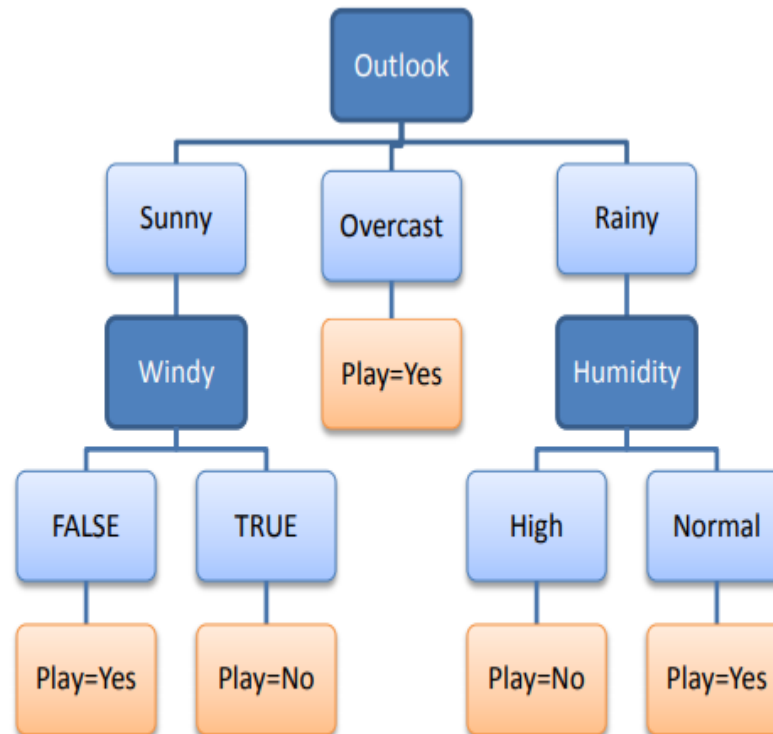 Outlook
Sunny
Overcast
Rainy
Windy
Play=Yes
Humidity
FALSE
TRUE
High
Normal
Play=Yes
Play=No
Play=No
Play=Yes